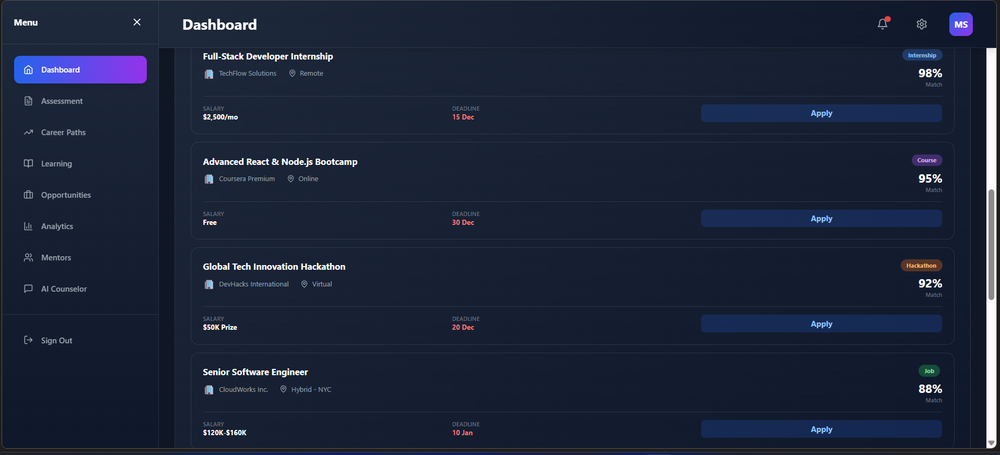 Menu
Dashboard
Assessment
Career Paths
Learning
Opportunities
Analytics
Mentors
AI Counselor
Sign Out
Dashboard
MS
Full-Stack Developer Internship
Internship
TechFlow Solutions Remote
98%
Match
SALARY DEADLINE
$2,500/mo 15 Dec
Apply
Advanced React & Node.js Bootcamp
Course
Coursera Premium Online
95%
Match
SALARY DEADLINE
Free 30 Dec
Apply
Global Tech Innovation Hackathon
Hackathon
DevHacks International Virtual
92%
Match
SALARY DEADLINE
$50K Prize 20 Dec
Apply
Senior Software Engineer
Job
CloudWorks Inc. Hybrid - NYC
88%
Match
SALARY DEADLINE
$120K-$160K 10 Jan
Apply